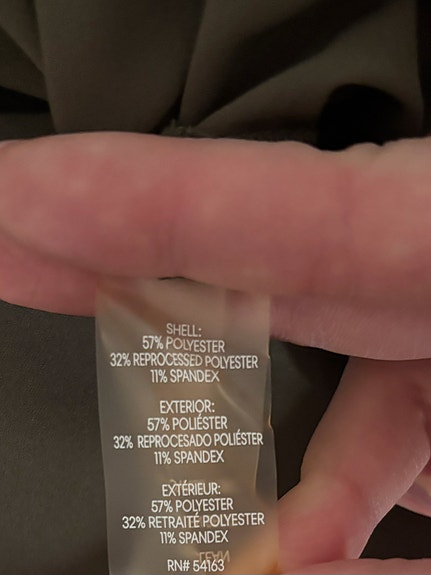 SHELL:
57% POLYESTER
32% REPROCESSED POLYESTER
11% SPANDEX
EXTERIOR:
57% POLIÉSTER
32% REPROCESADO POLIÉSTER
11% SPANDEX
EXTÉRIEUR:
57% POLYESTER
32% RETRAITÉ POLYESTER
11% SPANDEX
RN# 54163